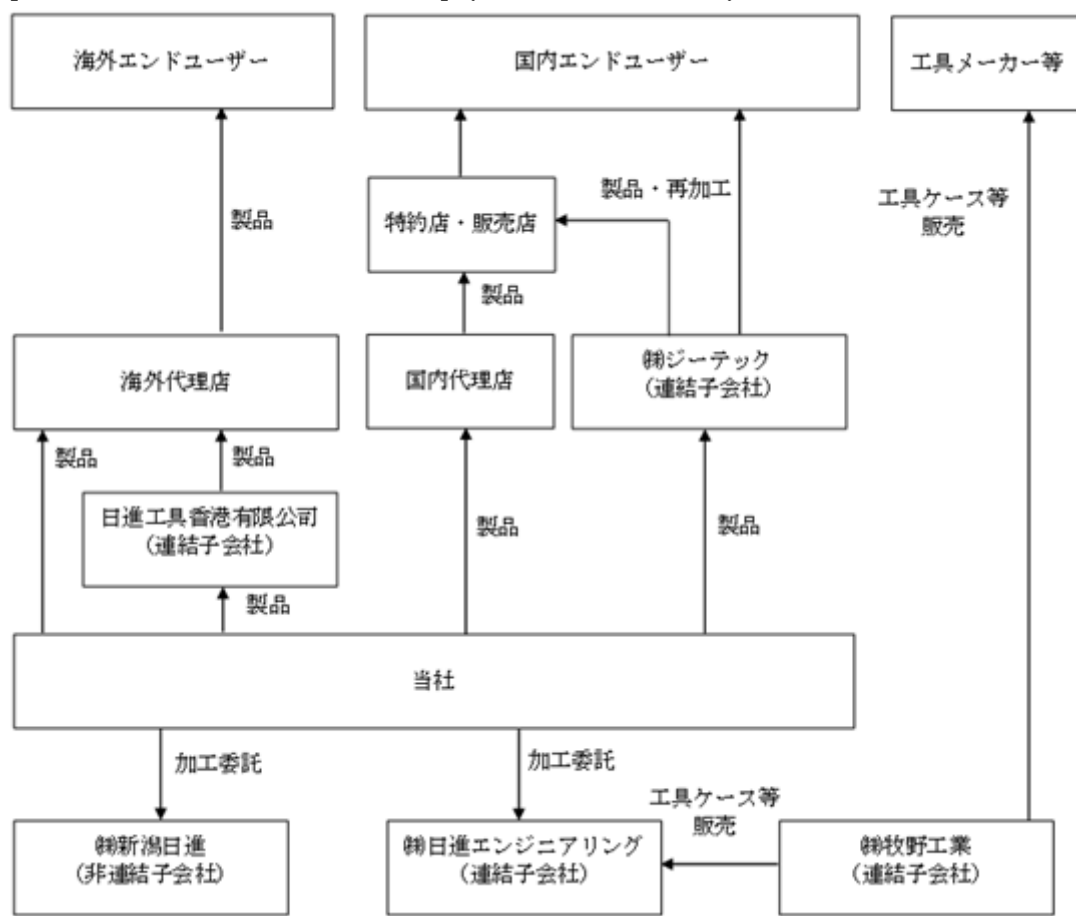 海外エンドユーザー
国内エンドユーザー
工具メーカー等
製品
特約店・販売店
製品・再加工
工具ケース等
販売
製品
海外代理店
国内代理店
㈱ジーテック
(連結子会社)
製品
製品
日進工具香港有限公司
(連結子会社)
製品
製品
製品
当社
加工委託
加工委託
工具ケース等
販売
㈱新潟日進
(非連結子会社)
㈱日進エンジニアリング
(連結子会社)
㈱牧野工業
(連結子会社)